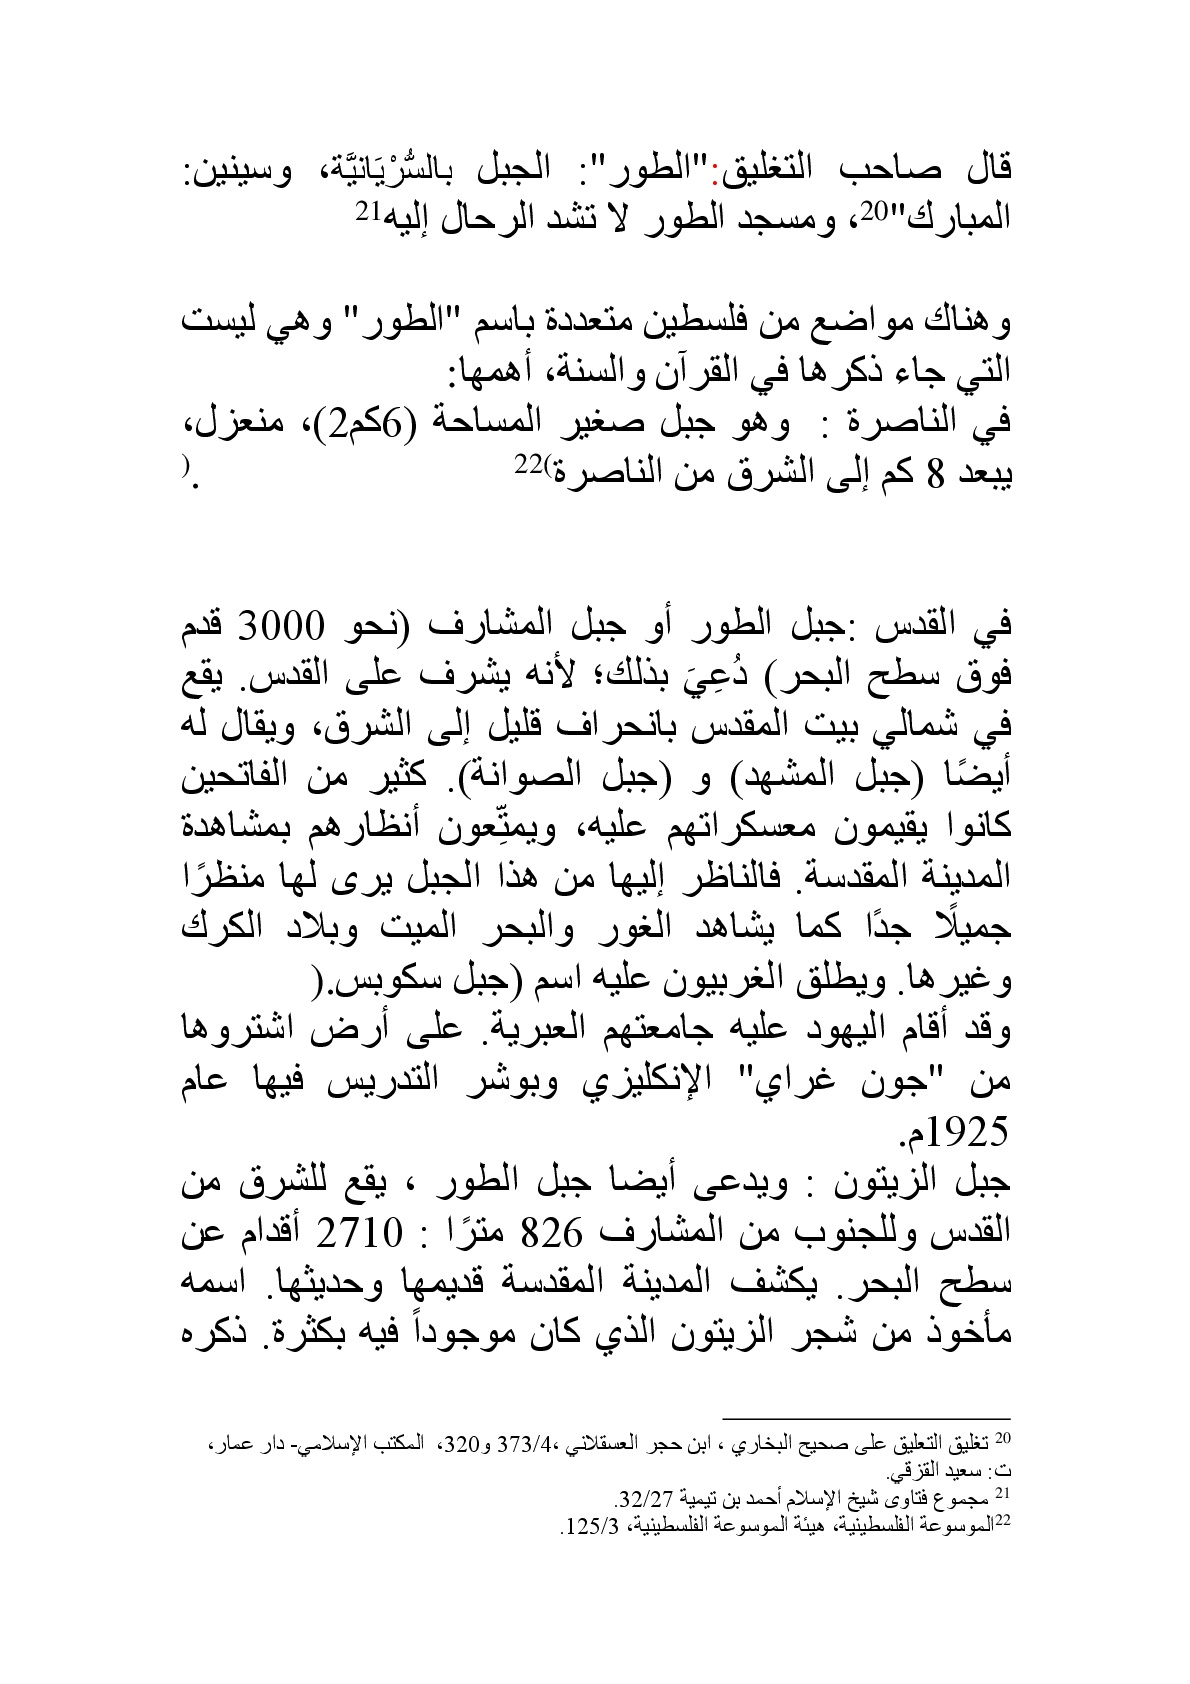 قال صاحب التغليق:"الطور": الجبل بالسُّرْيَانيَّة، وسينين:
المبارك"20، ومسجد الطور لا تشد الرحال إليه21
وهناك مواضع من فلسطين متعددة باسم "الطور" وهي ليست
التي جاء ذكرها في القرآن والسنة، أهمها:
في الناصرة : وهو جبل صغير المساحة (6كم2)، منعزل،
يبعد 8 كم إلى الشرق من الناصرة)22 .(
في القدس :جبل الطور أو جبل المشارف (نحو 3000 قدم
فوق سطح البحر) دُعِيَ بذلك؛ لأنه يشرف على القدس. يقع
في شمالي بيت المقدس بانحراف قليل إلى الشرق، ويقال له
أيضًا (جبل المشهد) و (جبل الصوانة). كثير من الفاتحين
كانوا يقيمون معسكراتهم عليه، ويمتِّعون أنظارهم بمشاهدة
المدينة المقدسة. فالناظر إليها من هذا الجبل يرى لها منظرًا
جميلًا جدًا كما يشاهد الغور والبحر الميت وبلاد الكرك
وغيرها. ويطلق الغربيون عليه اسم (جبل سكوبس.(
وقد أقام اليهود عليه جامعتهم العبرية. على أرض اشتروها
من "جون غراي" الإنكليزي وبوشر التدريس فيها عام
1925م.
جبل الزيتون : ويدعى أيضا جبل الطور ، يقع للشرق من
القدس وللجنوب من المشارف 826 مترًا : 2710 أقدام عن
سطح البحر. يكشف المدينة المقدسة قديمها وحديثها. اسمه
مأخوذ من شجر الزيتون الذي كان موجوداً فيه بكثرة. ذكره
20 تغليق التعليق على صحيح البخاري ، ابن حجر العسقلاني ،373/4 و320، المكتب الإسلامي- دار عمار،
ت: سعيد القزقي.
21 مجموع فتاوى شيخ الإسلام أحمد بن تيمية 32/27.
22الموسوعة الفلسطينية، هيئة الموسوعة الفلسطينية، 125/3.